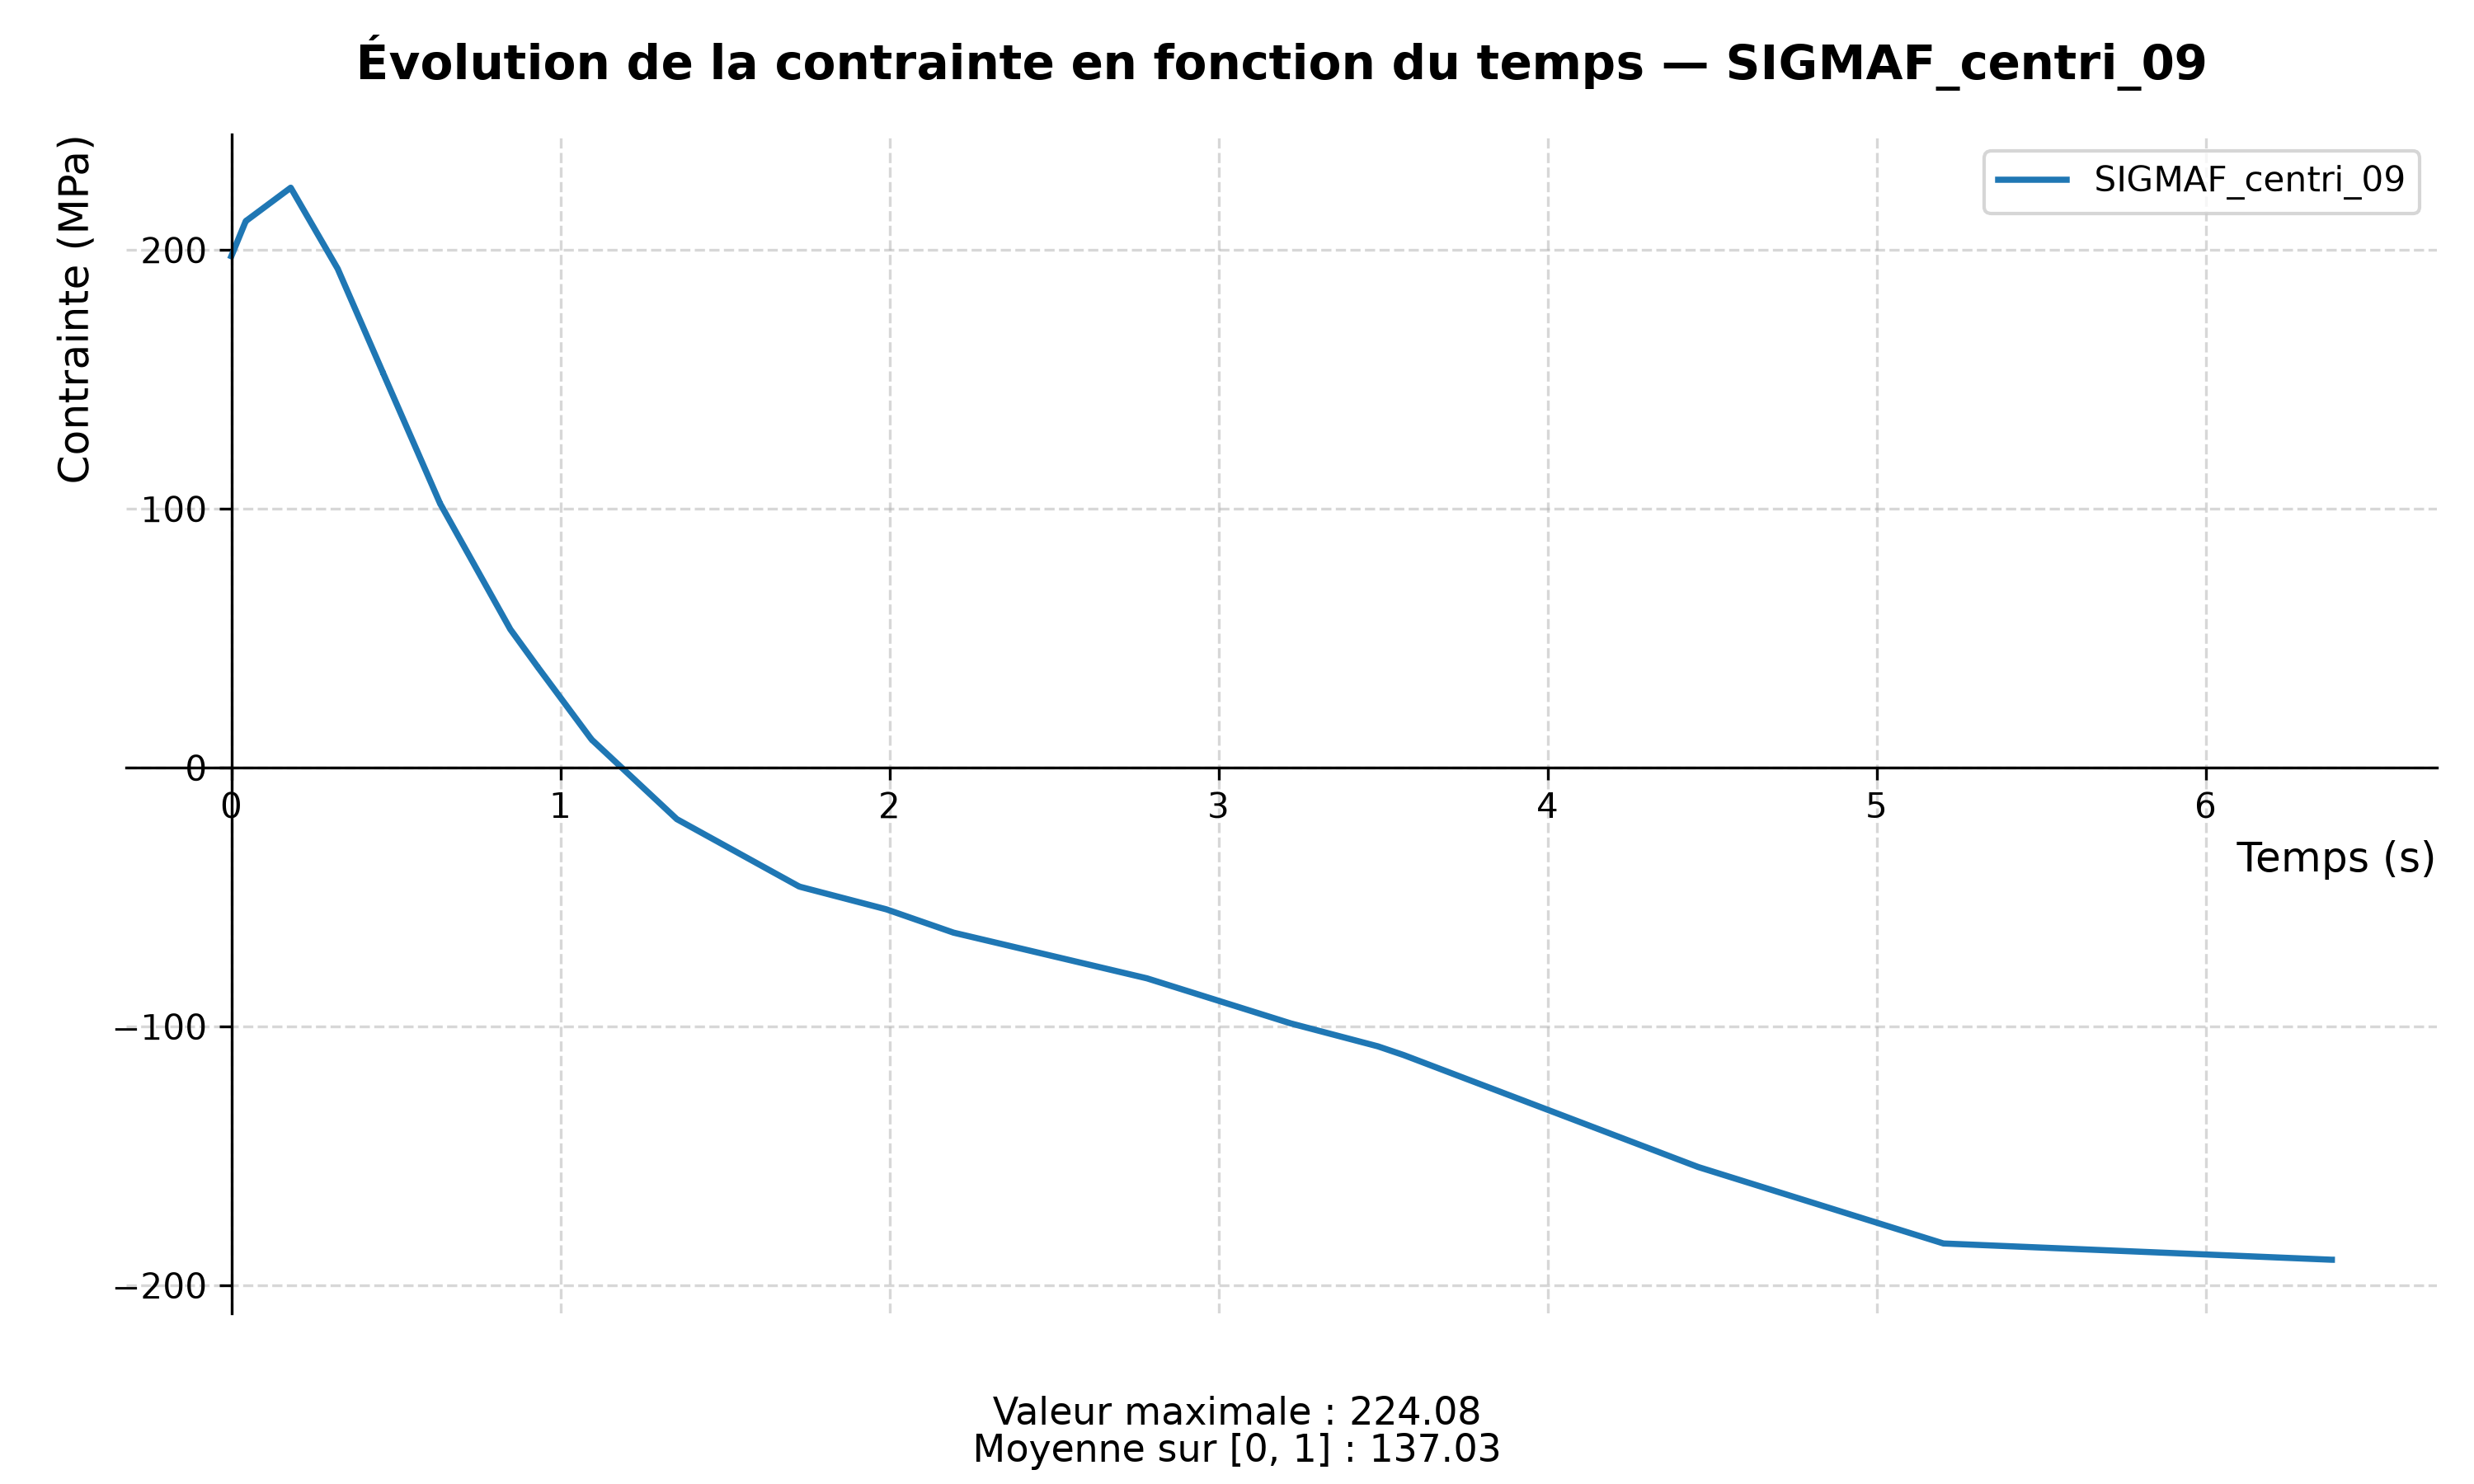 Évolution de la contrainte en fonction du temps — SIGMAF_centri_09
Contrainte (MPa)
SIGMAF_centri_09
200
100
0
−100
−200
0 1 2 3 4 5 6
Temps (s)
Valeur maximale : 224.08
Moyenne sur [0, 1] : 137.03